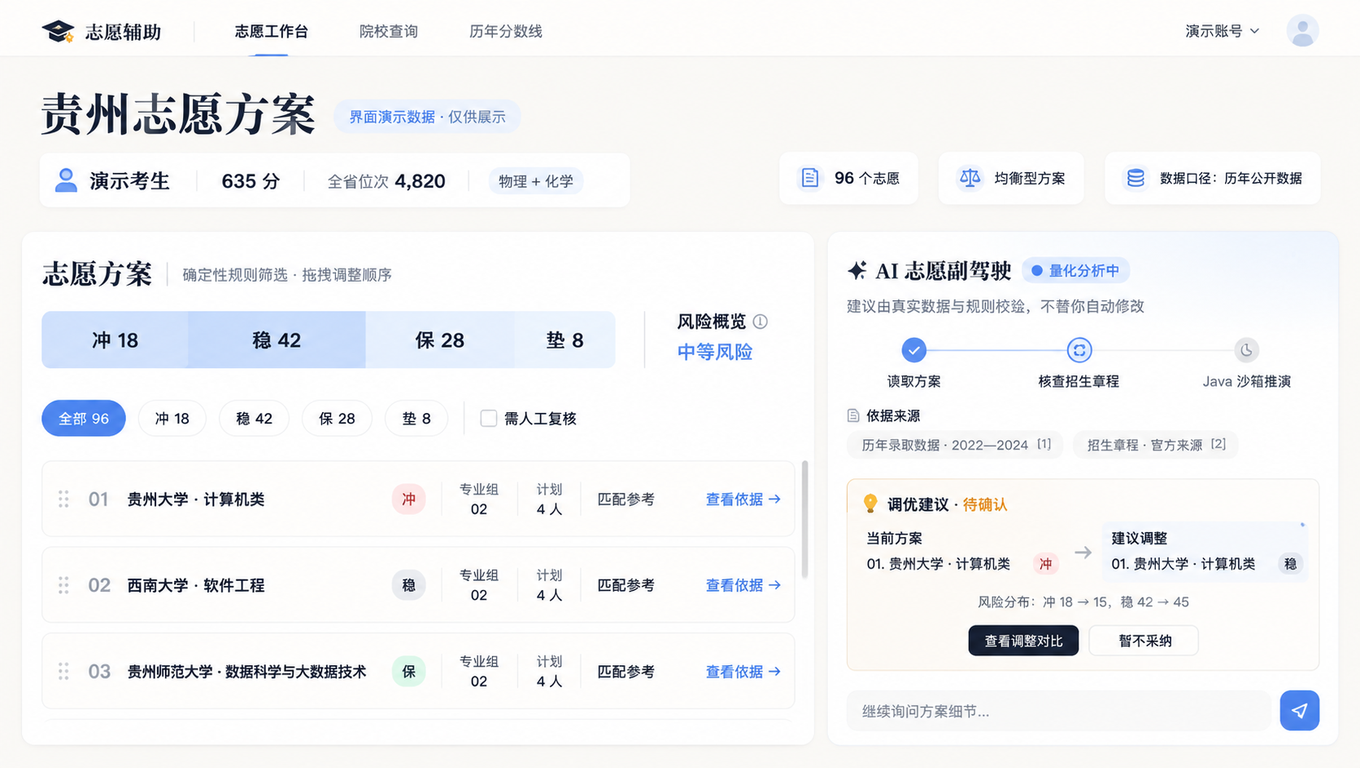 志愿辅助
志愿工作台 院校查询 历年分数线
演示账号
贵州志愿方案
界面演示数据 · 仅供展示
演示考生 635 分 全省位次 4,820 物理 + 化学
96 个志愿
均衡型方案
数据口径：历年公开数据
志愿方案 确定性规则筛选 · 拖拽调整顺序
冲 18 稳 42 保 28 垫 8
风险概览
中等风险
全部 96 冲 18 稳 42 保 28 垫 8 需人工复核
01 贵州大学 · 计算机类 冲 专业组 02 计划 4 人 匹配参考 查看依据 →
02 西南大学 · 软件工程 稳 专业组 02 计划 4 人 匹配参考 查看依据 →
03 贵州师范大学 · 数据科学与大数据技术 保 专业组 02 计划 4 人 匹配参考 查看依据 →
AI 志愿副驾驶 量化分析中
建议由真实数据与规则校验，不替你自动修改
读取方案 核查招生章程 Java 沙箱推演
依据来源
历年录取数据 · 2022—2024 [1] 招生章程 · 官方来源 [2]
调优建议 · 待确认
当前方案
01. 贵州大学 · 计算机类 冲
→
建议调整
01. 贵州大学 · 计算机类 稳
风险分布：冲 18 → 15，稳 42 → 45
查看调整对比 暂不采纳
继续询问方案细节...